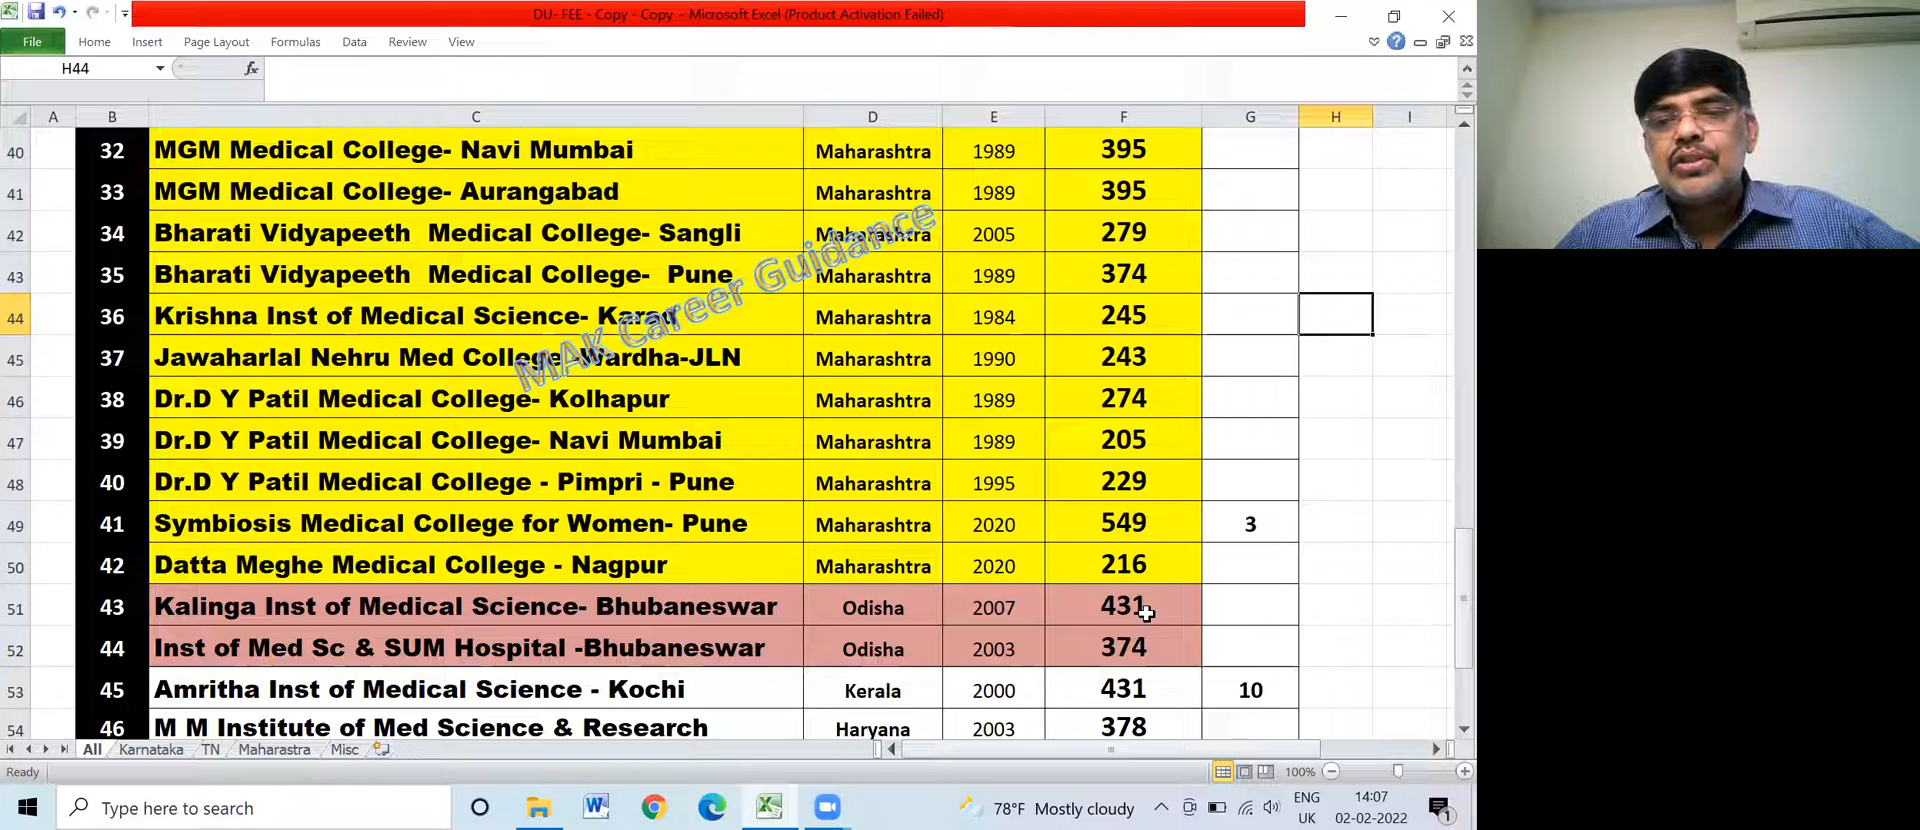 DU- FEE - Copy - Copy - Microsoft Excel (Product Activation Failed)
File Home Insert Page Layout Formulas Data Review View
H44 fx
A B C D E F G H I
40 32 MGM Medical College- Navi Mumbai Maharashtra 1989 395
41 33 MGM Medical College- Aurangabad Maharashtra 1989 395
42 34 Bharati Vidyapeeth Medical College- Sangli Maharashtra 2005 279
43 35 Bharati Vidyapeeth Medical College- Pune Maharashtra 1989 374
44 36 Krishna Inst of Medical Science- Karad Maharashtra 1984 245
45 37 Jawaharlal Nehru Med College -Wardha-JLN Maharashtra 1990 243
46 38 Dr.D Y Patil Medical College- Kolhapur Maharashtra 1989 274
47 39 Dr.D Y Patil Medical College- Navi Mumbai Maharashtra 1989 205
48 40 Dr.D Y Patil Medical College - Pimpri - Pune Maharashtra 1995 229
49 41 Symbiosis Medical College for Women- Pune Maharashtra 2020 549 3
50 42 Datta Meghe Medical College - Nagpur Maharashtra 2020 216
51 43 Kalinga Inst of Medical Science- Bhubaneswar Odisha 2007 431
52 44 Inst of Med Sc & SUM Hospital -Bhubaneswar Odisha 2003 374
53 45 Amritha Inst of Medical Science - Kochi Kerala 2000 431 10
54 46 M M Institute of Med Science & Research Haryana 2003 378
MAK Career Guidance
All Karnataka TN Maharastra Misc
Ready 100%
Type here to search 78°F Mostly cloudy ENG 14:07
UK 02-02-2022 1